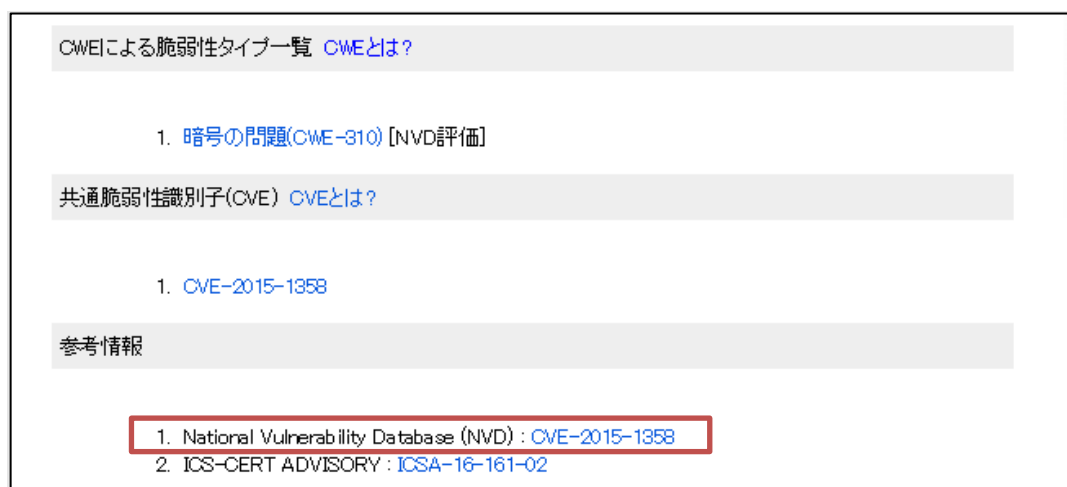 CWEによる脆弱性タイプ一覧 CWEとは?
1. 暗号の問題(CWE-310) [NVD評価]
共通脆弱性識別子(CVE) CVEとは?
1. CVE-2015-1358
参考情報
1. National Vulnerability Database (NVD) : CVE-2015-1358
2. ICS-CERT ADVISORY : ICSA-16-161-02